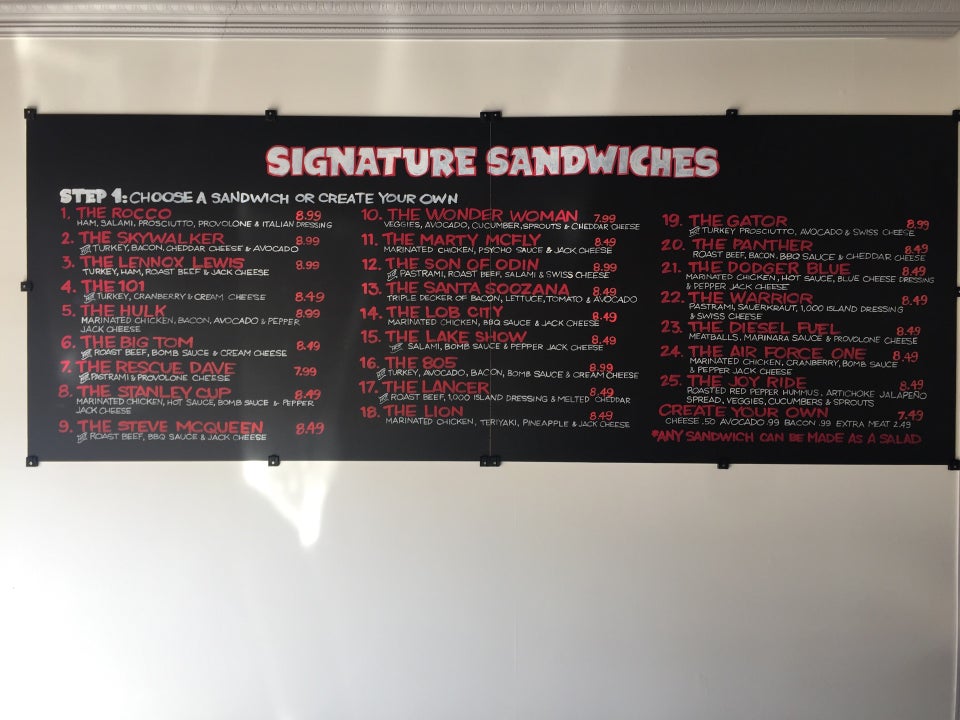 SIGNATURE SANDWICHES
STEP 1: CHOOSE A SANDWICH OR CREATE YOUR OWN
1. THE ROCCO 8.99
HAM, SALAMI, PROSCIUTTO, PROVOLONE & ITALIAN DRESSING
2. THE SKYWALKER 8.99
TURKEY, BACON, CHEDDAR CHEESE & AVOCADO
3. THE LENNOX LEWIS 8.99
TURKEY, HAM, ROAST BEEF & JACK CHEESE
4. THE 101 8.49
TURKEY, CRANBERRY & CREAM CHEESE
5. THE HULK 8.99
MARINATED CHICKEN, BACON, AVOCADO & PEPPER
JACK CHEESE
6. THE BIG TOM 8.49
ROAST BEEF, BOMB SAUCE & CREAM CHEESE
7. THE RESCUE DAVE 7.99
PASTRAMI & PROVOLONE CHEESE
8. THE STANLEY CUP 8.49
MARINATED CHICKEN, HOT SAUCE, BOMB SAUCE & PEPPER
JACK CHEESE
9. THE STEVE MCQUEEN 8.49
ROAST BEEF, BBQ SAUCE & JACK CHEESE
10. THE WONDER WOMAN 7.99
VEGGIES, AVOCADO, CUCUMBER, SPROUTS & CHEDDAR CHEESE
11. THE MARTY MCFLY 8.49
MARINATED CHICKEN, PSYCHO SAUCE & JACK CHEESE
12. THE SON OF ODIN 8.99
PASTRAMI, ROAST BEEF, SALAMI & SWISS CHEESE
13. THE SANTA SOOZANA 8.49
TRIPLE DECKER OF BACON, LETTUCE, TOMATO & AVOCADO
14. THE LOB CITY 8.49
MARINATED CHICKEN, BBQ SAUCE & JACK CHEESE
15. THE LAKE SHOW 8.49
SALAMI, BOMB SAUCE & PEPPER JACK CHEESE
16. THE 805 8.99
TURKEY, AVOCADO, BACON, BOMB SAUCE & CREAM CHEESE
17. THE LANCER 8.49
ROAST BEEF, 1,000 ISLAND DRESSING & MELTED CHEDDAR
18. THE LION 8.49
MARINATED CHICKEN, TERIYAKI, PINEAPPLE & JACK CHEESE
19. THE GATOR 8.99
TURKEY PROSCIUTTO, AVOCADO & SWISS CHEESE
20. THE PANTHER 8.49
ROAST BEEF, BACON, BBQ SAUCE & CHEDDAR CHEESE
21. THE DODGER BLUE 8.49
MARINATED CHICKEN, HOT SAUCE, BLUE CHEESE DRESSING
& PEPPER JACK CHEESE
22. THE WARRIOR 8.49
PASTRAMI, SAUERKRAUT, 1,000 ISLAND DRESSING
& SWISS CHEESE
23. THE DIESEL FUEL 8.49
MEATBALLS, MARINARA SAUCE & PROVOLONE CHEESE
24. THE AIR FORCE ONE 8.49
MARINATED CHICKEN, CRANBERRY, BOMB SAUCE
& PEPPER JACK CHEESE
25. THE JOY RIDE 8.49
ROASTED RED PEPPER HUMMUS, ARTICHOKE JALAPEÑO
SPREAD, VEGGIES, CUCUMBERS & SPROUTS
CREATE YOUR OWN 7.49
CHEESE .50 AVOCADO .99 BACON .99 EXTRA MEAT 2.49
*ANY SANDWICH CAN BE MADE AS A SALAD